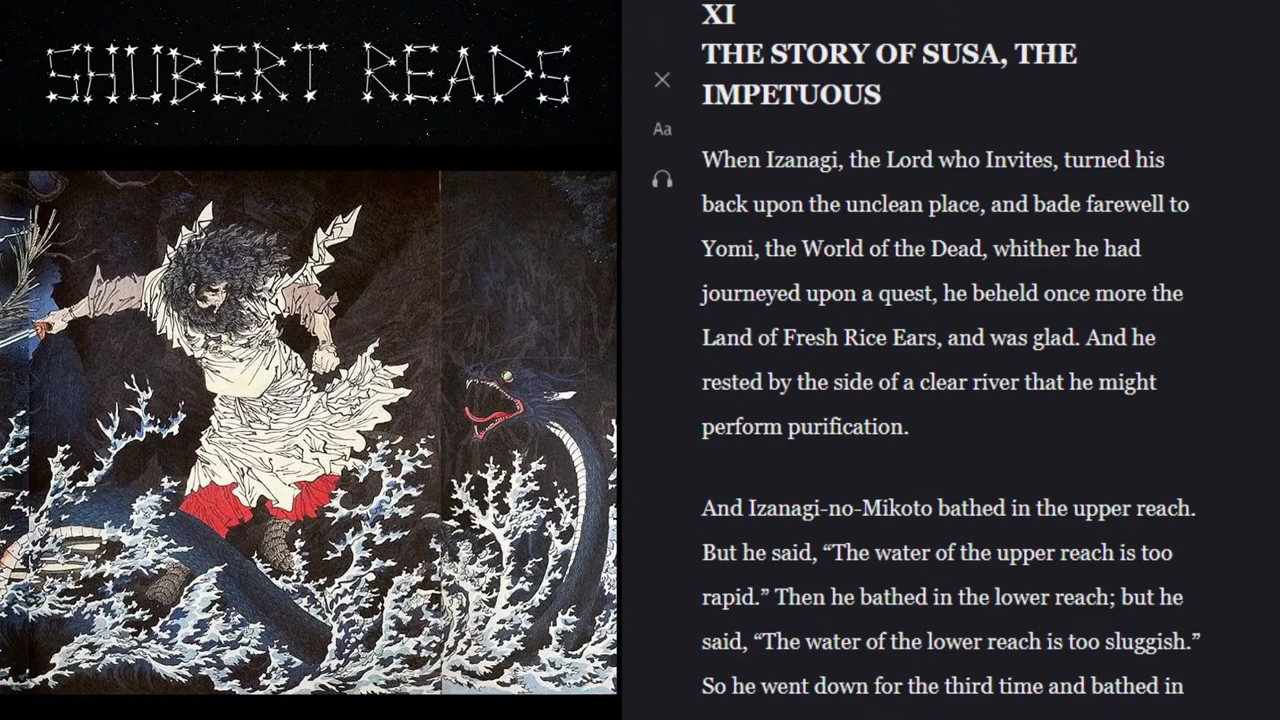 SHUBERT READS
XI
THE STORY OF SUSA, THE
IMPETUOUS
Aa
When Izanagi, the Lord who Invites, turned his
back upon the unclean place, and bade farewell to
Yomi, the World of the Dead, whither he had
journeyed upon a quest, he beheld once more the
Land of Fresh Rice Ears, and was glad. And he
rested by the side of a clear river that he might
perform purification.
And Izanagi-no-Mikoto bathed in the upper reach.
But he said, “The water of the upper reach is too
rapid.” Then he bathed in the lower reach; but he
said, “The water of the lower reach is too sluggish.”
So he went down for the third time and bathed in